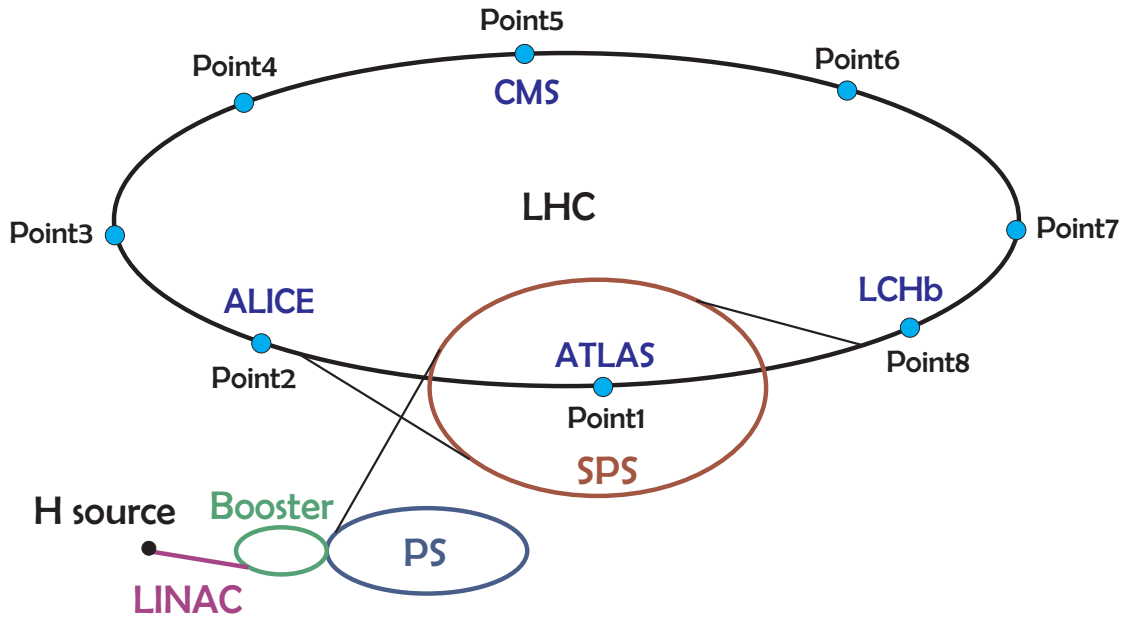 Point5
Point4
Point6
CMS
LHC
Point3
Point7
ALICE
LCHb
ATLAS
Point2
Point8
Point1
SPS
H source
Booster
PS
LINAC